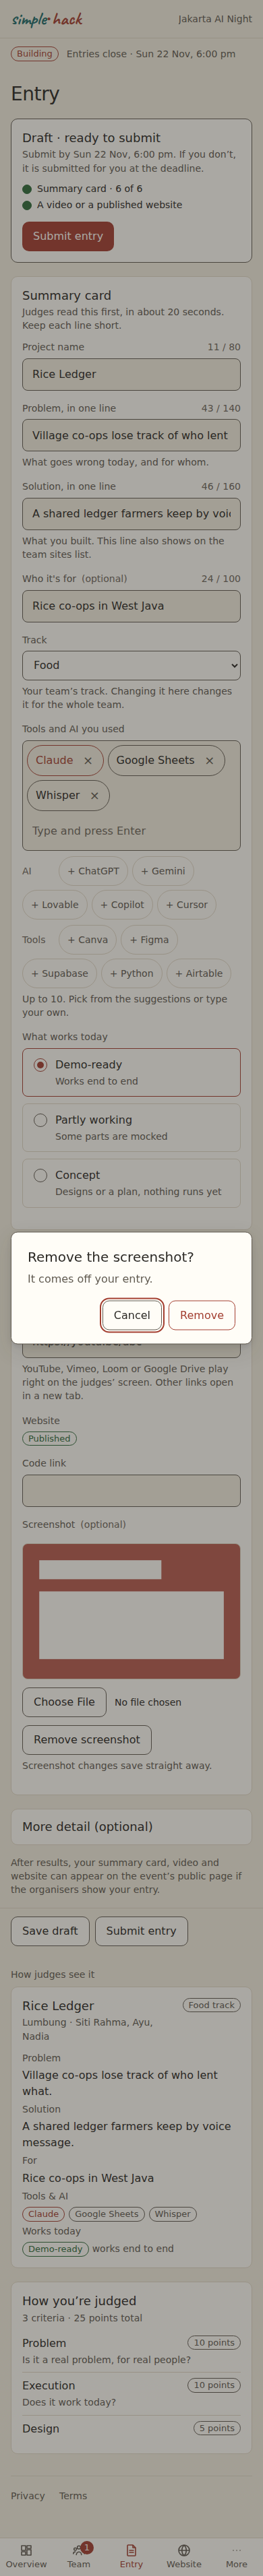 simple hack
Jakarta AI Night
Building
Entries close · Sun 22 Nov, 6:00 pm
Entry
Draft · ready to submit
Submit by Sun 22 Nov, 6:00 pm. If you don't,
it is submitted for you at the deadline.
Summary card · 6 of 6
A video or a published website
Submit entry
Summary card
Judges read this first, in about 20 seconds.
Keep each line short.
Project name
11 / 80
Rice Ledger
Problem, in one line
43 / 140
Village co-ops lose track of who lent
What goes wrong today, and for whom.
Solution, in one line
46 / 160
A shared ledger farmers keep by voic
What you built. This line also shows on the
team sites list.
Who it's for (optional)
24 / 100
Rice co-ops in West Java
Track
Food
Your team's track. Changing it here changes
it for the whole team.
Tools and AI you used
Claude ×
Google Sheets ×
Whisper ×
Type and press Enter
AI
+ ChatGPT
+ Gemini
+ Lovable
+ Copilot
+ Cursor
Tools
+ Canva
+ Figma
+ Supabase
+ Python
+ Airtable
Up to 10. Pick from the suggestions or type
your own.
What works today
Demo-ready
Works end to end
Partly working
Some parts are mocked
Concept
Designs or a plan, nothing runs yet
Remove the screenshot?
It comes off your entry.
Cancel
Remove
YouTube, Vimeo, Loom or Google Drive play
right on the judges' screen. Other links open
in a new tab.
Website
Published
Code link
Screenshot (optional)
Choose File
No file chosen
Remove screenshot
Screenshot changes save straight away.
More detail (optional)
After results, your summary card, video and
website can appear on the event's public page if
the organisers show your entry.
Save draft
Submit entry
How judges see it
Rice Ledger
Food track
Lumbung · Siti Rahma, Ayu,
Nadia
Problem
Village co-ops lose track of who lent
what.
Solution
A shared ledger farmers keep by voice
message.
For
Rice co-ops in West Java
Tools & AI
Claude
Google Sheets
Whisper
Works today
Demo-ready works end to end
How you're judged
3 criteria · 25 points total
Problem
10 points
Is it a real problem, for real people?
Execution
10 points
Does it work today?
Design
5 points
Privacy
Terms
1
Overview
Team
Entry
Website
More